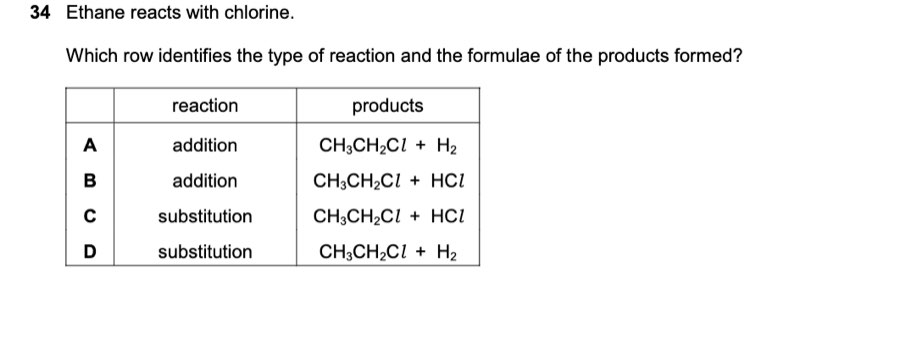 34 Ethane reacts with chlorine.
Which row identifies the type of reaction and the formulae of the products formed?
reaction products
A addition CH₃CH₂Cl + H₂
B addition CH₃CH₂Cl + HCl
C substitution CH₃CH₂Cl + HCl
D substitution CH₃CH₂Cl + H₂